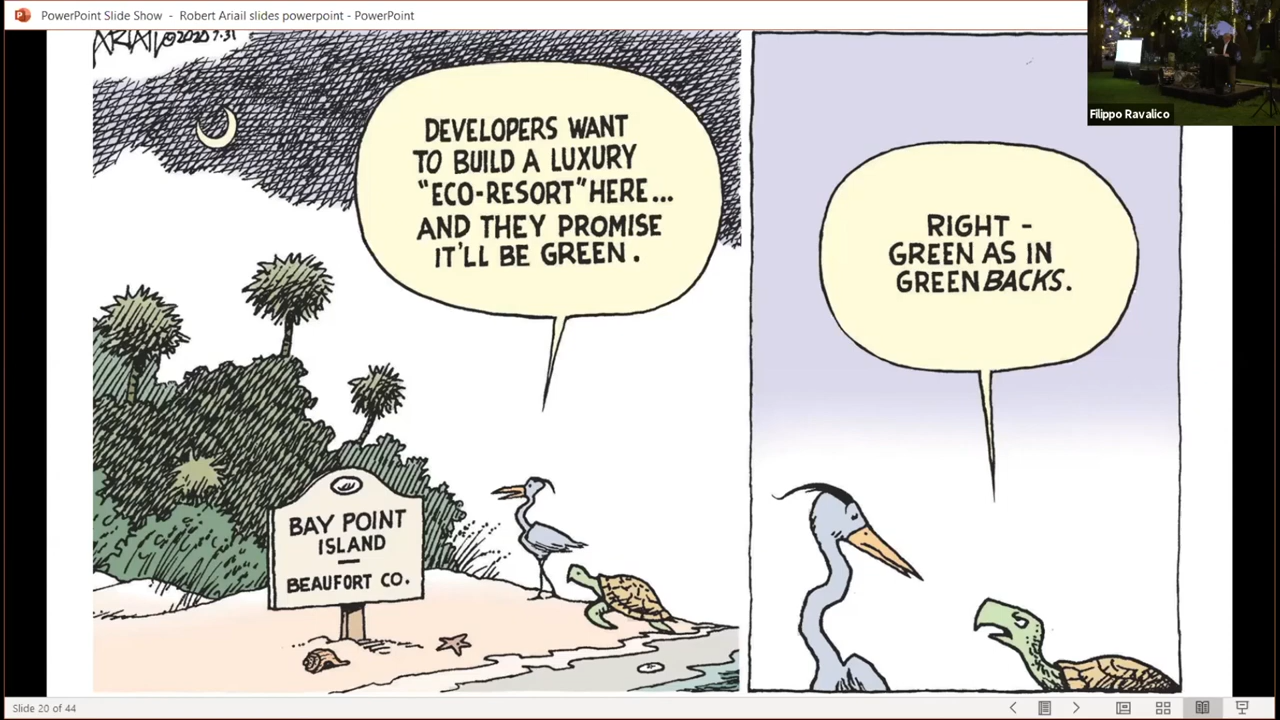 PowerPoint Slide Show - Robert Ariail slides powerpoint - PowerPoint
Filippo Ravalico
ARIAIL©2020 7.31
DEVELOPERS WANT
TO BUILD A LUXURY
"ECO-RESORT" HERE...
AND THEY PROMISE
IT'LL BE GREEN.
RIGHT -
GREEN AS IN
GREENBACKS.
BAY POINT
ISLAND
BEAUFORT CO.
Slide 20 of 44